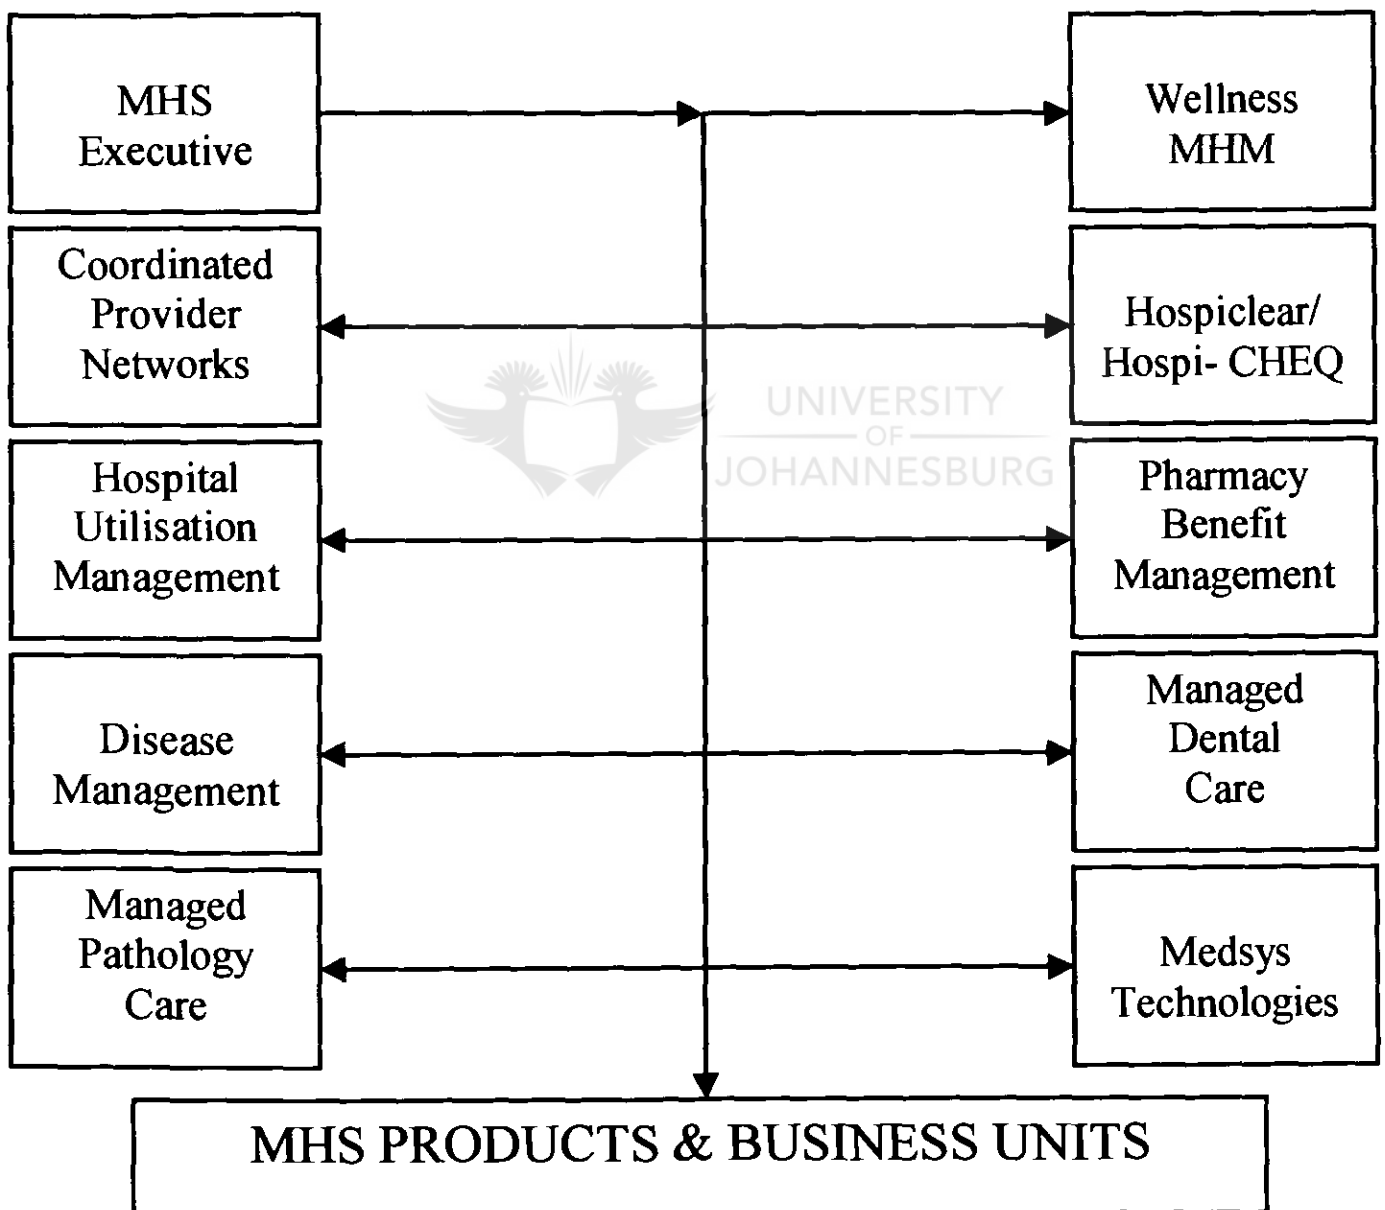 MHS
Executive
Wellness
MHM
Coordinated
Provider
Networks
Hospiclear/
Hospi- CHEQ
UNIVERSITY
OF
JOHANNESBURG
Hospital
Utilisation
Management
Pharmacy
Benefit
Management
Disease
Management
Managed
Dental
Care
Managed
Pathology
Care
Medsys
Technologies
MHS PRODUCTS & BUSINESS UNITS